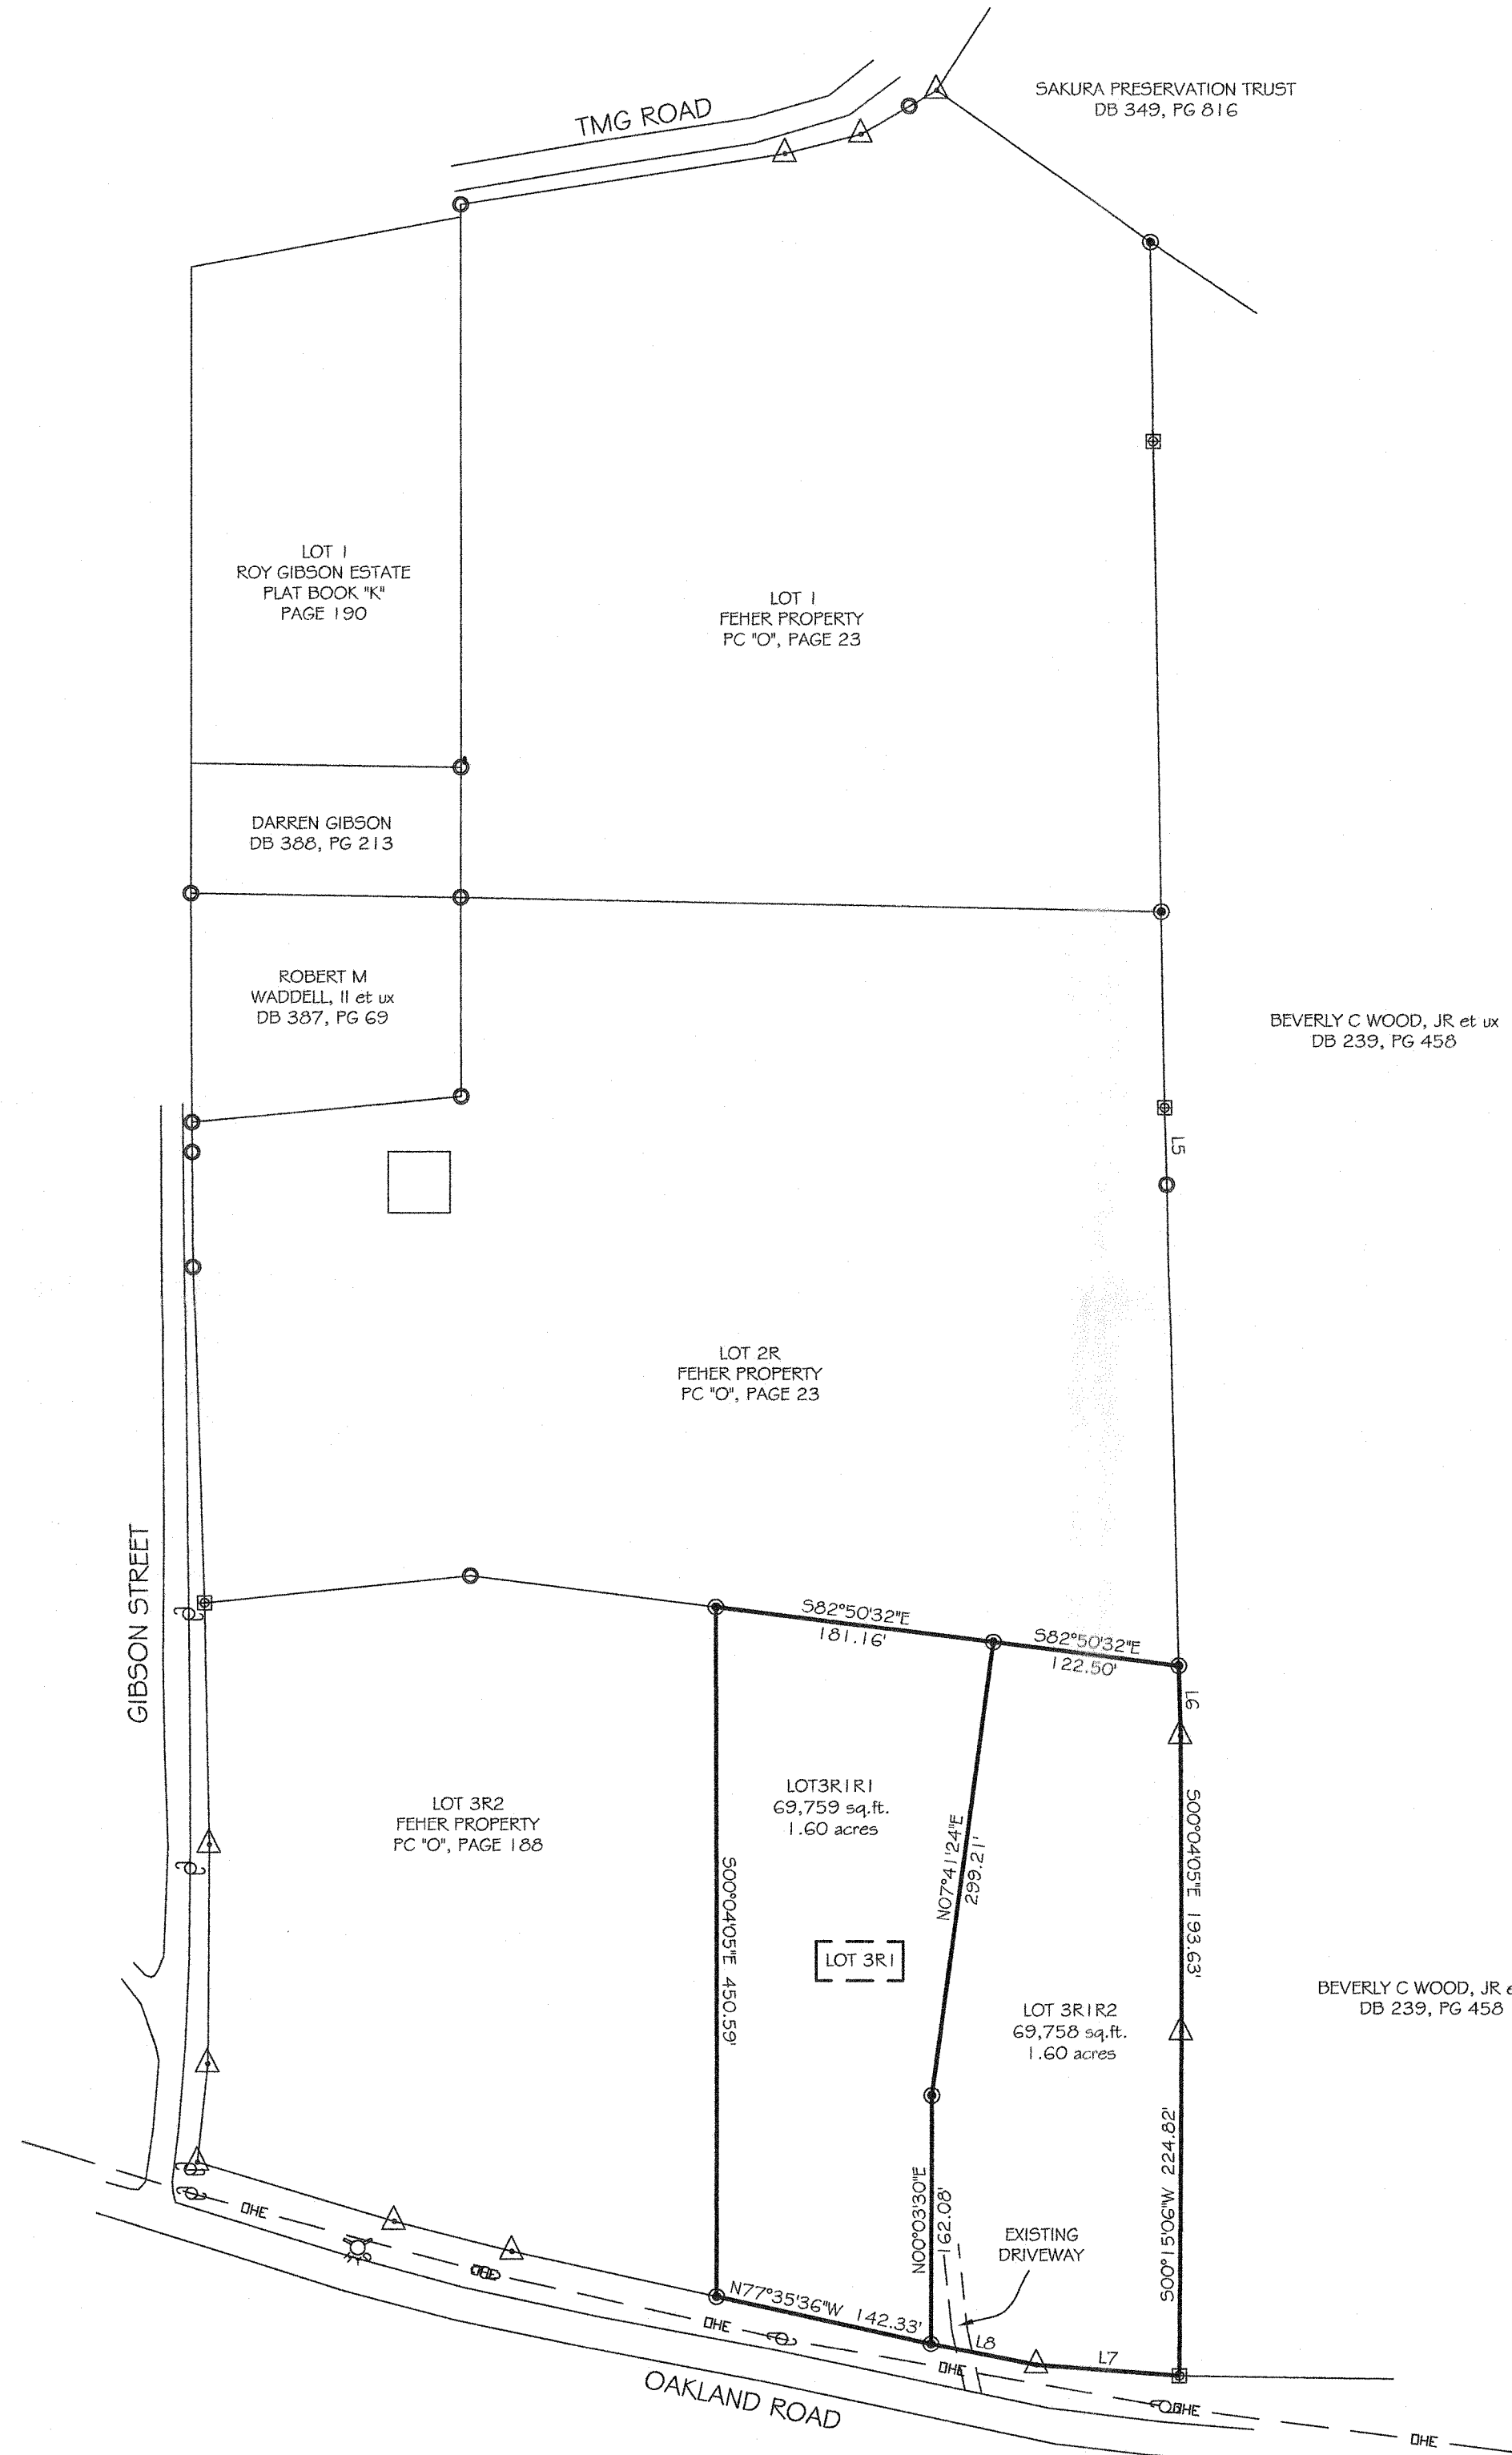 TMG ROAD
SAKURA PRESERVATION TRUST
DB 349, PG 816
LOT 1
ROY GIBSON ESTATE
PLAT BOOK "K"
PAGE 190
LOT 1
FEHER PROPERTY
PC "O", PAGE 23
DARREN GIBSON
DB 388, PG 213
ROBERT M
WADDELL, II et ux
DB 387, PG 69
BEVERLY C WOOD, JR et ux
DB 239, PG 458
L5
LOT 2R
FEHER PROPERTY
PC "O", PAGE 23
GIBSON STREET
S82°50'32"E
181.16'
S82°50'32"E
122.50'
L6
LOT 3R2
FEHER PROPERTY
PC "O", PAGE 188
LOT3R1R1
69,759 sq.ft.
1.60 acres
S00°04'05"E 450.59'
N07°41'24"E
299.21'
S00°04'05"E 193.63'
LOT 3R1
LOT 3R1R2
69,758 sq.ft.
1.60 acres
BEVERLY C WOOD, JR e
DB 239, PG 458
N00°03'30"E
162.08'
S00°15'06"W 224.82'
EXISTING
DRIVEWAY
N77°35'36"W 142.33'
L8
L7
OHE
OHE
OHE
OHE
OHE
OHE
OAKLAND ROAD